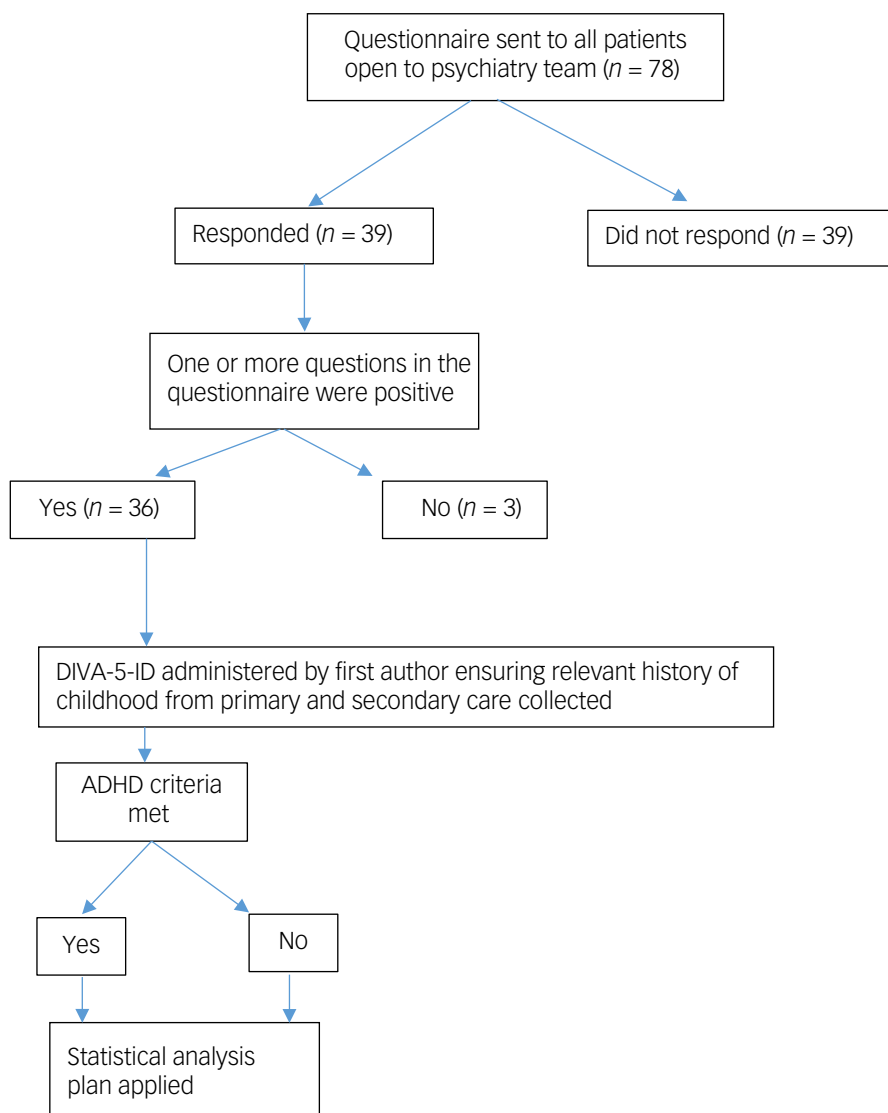 Questionnaire sent to all patients
open to psychiatry team (n = 78)
Responded (n = 39)
Did not respond (n = 39)
One or more questions in the
questionnaire were positive
Yes (n = 36)
No (n = 3)
DIVA-5-ID administered by first author ensuring relevant history of
childhood from primary and secondary care collected
ADHD criteria
met
Yes
No
Statistical analysis
plan applied